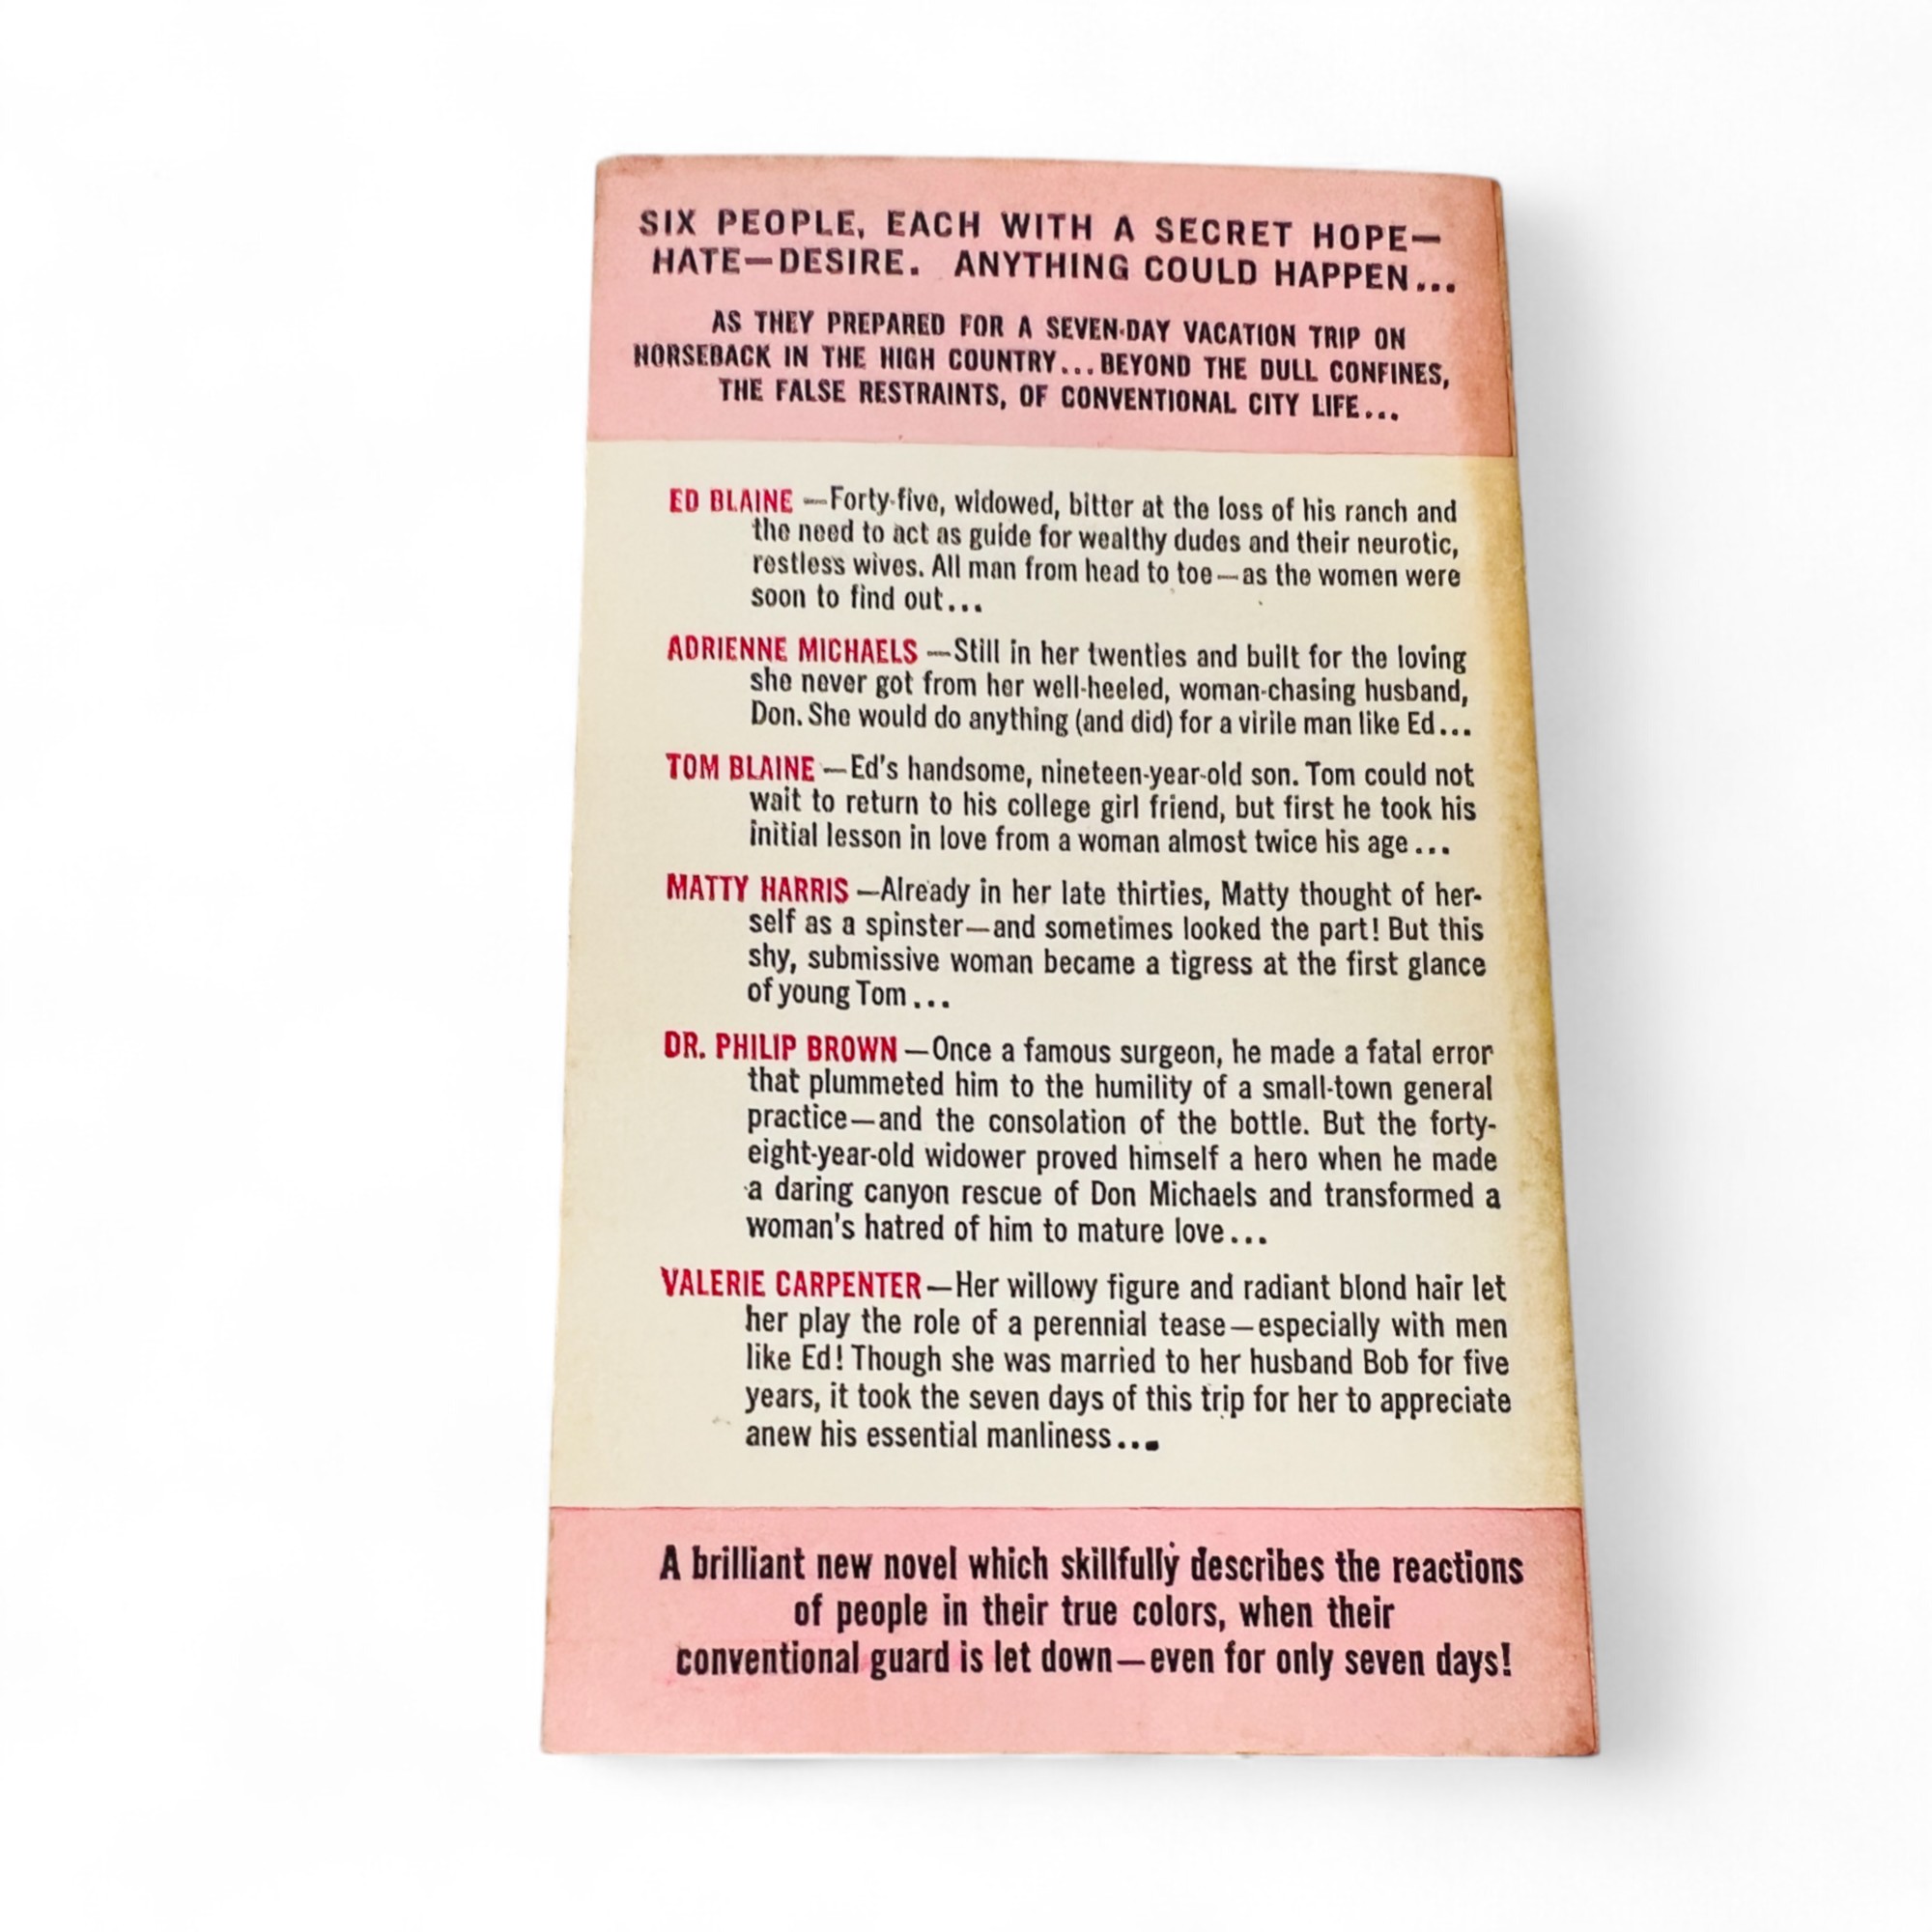 SIX PEOPLE, EACH WITH A SECRET HOPE—
HATE—DESIRE. ANYTHING COULD HAPPEN...
AS THEY PREPARED FOR A SEVEN-DAY VACATION TRIP ON
HORSEBACK IN THE HIGH COUNTRY...BEYOND THE DULL CONFINES,
THE FALSE RESTRAINTS, OF CONVENTIONAL CITY LIFE...
ED BLAINE —Forty-five, widowed, bitter at the loss of his ranch and
the need to act as guide for wealthy dudes and their neurotic,
restless wives. All man from head to toe—as the women were
soon to find out...
ADRIENNE MICHAELS —Still in her twenties and built for the loving
she never got from her well-heeled, woman-chasing husband,
Don. She would do anything (and did) for a virile man like Ed...
TOM BLAINE —Ed's handsome, nineteen-year-old son. Tom could not
wait to return to his college girl friend, but first he took his
initial lesson in love from a woman almost twice his age...
MATTY HARRIS —Already in her late thirties, Matty thought of her-
self as a spinster—and sometimes looked the part! But this
shy, submissive woman became a tigress at the first glance
of young Tom...
DR. PHILIP BROWN —Once a famous surgeon, he made a fatal error
that plummeted him to the humility of a small-town general
practice—and the consolation of the bottle. But the forty-
eight-year-old widower proved himself a hero when he made
a daring canyon rescue of Don Michaels and transformed a
woman's hatred of him to mature love...
VALERIE CARPENTER—Her willowy figure and radiant blond hair let
her play the role of a perennial tease—especially with men
like Ed! Though she was married to her husband Bob for five
years, it took the seven days of this trip for her to appreciate
anew his essential manliness...
A brilliant new novel which skillfully describes the reactions
of people in their true colors, when their
conventional guard is let down—even for only seven days!